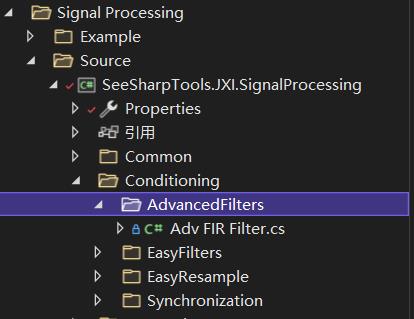 Signal Processing
Example
Source
C# SeeSharpTools.JXI.SignalProcessing
Properties
引用
Common
Conditioning
AdvancedFilters
C# Adv FIR Filter.cs
EasyFilters
EasyResample
Synchronization